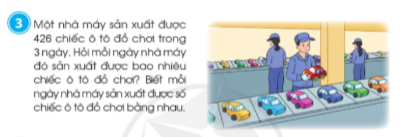 3 Một nhà máy sản xuất được
426 chiếc ô tô đồ chơi trong
3 ngày. Hỏi mỗi ngày nhà máy
đó sản xuất được bao nhiêu
chiếc ô tô đồ chơi? Biết mỗi
ngày nhà máy sản xuất được số
chiếc ô tô đồ chơi bằng nhau.